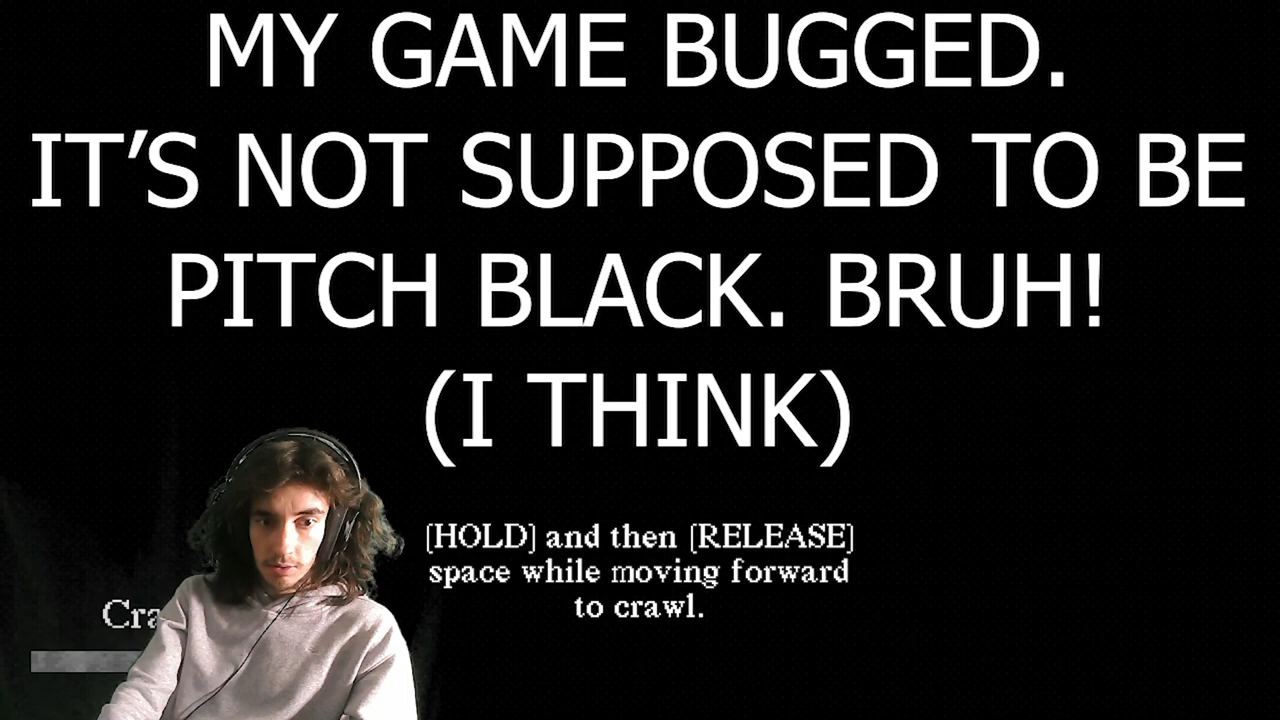 MY GAME BUGGED.
IT'S NOT SUPPOSED TO BE
PITCH BLACK. BRUH!
(I THINK)
[HOLD] and then [RELEASE]
space while moving forward
to crawl.
Cra